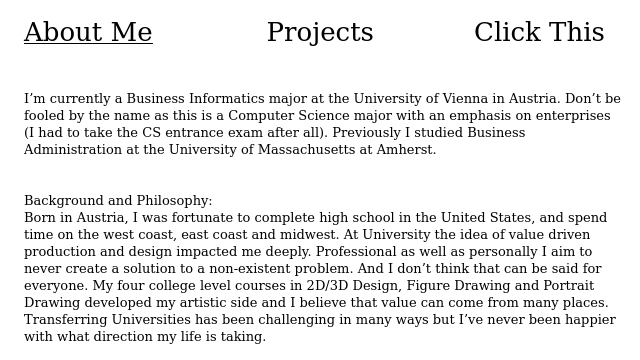 About Me
Projects
Click This
I’m currently a Business Informatics major at the University of Vienna in Austria. Don’t be
fooled by the name as this is a Computer Science major with an emphasis on enterprises
(I had to take the CS entrance exam after all). Previously I studied Business
Administration at the University of Massachusetts at Amherst.
Background and Philosophy:
Born in Austria, I was fortunate to complete high school in the United States, and spend
time on the west coast, east coast and midwest. At University the idea of value driven
production and design impacted me deeply. Professional as well as personally I aim to
never create a solution to a non-existent problem. And I don’t think that can be said for
everyone. My four college level courses in 2D/3D Design, Figure Drawing and Portrait
Drawing developed my artistic side and I believe that value can come from many places.
Transferring Universities has been challenging in many ways but I’ve never been happier
with what direction my life is taking.